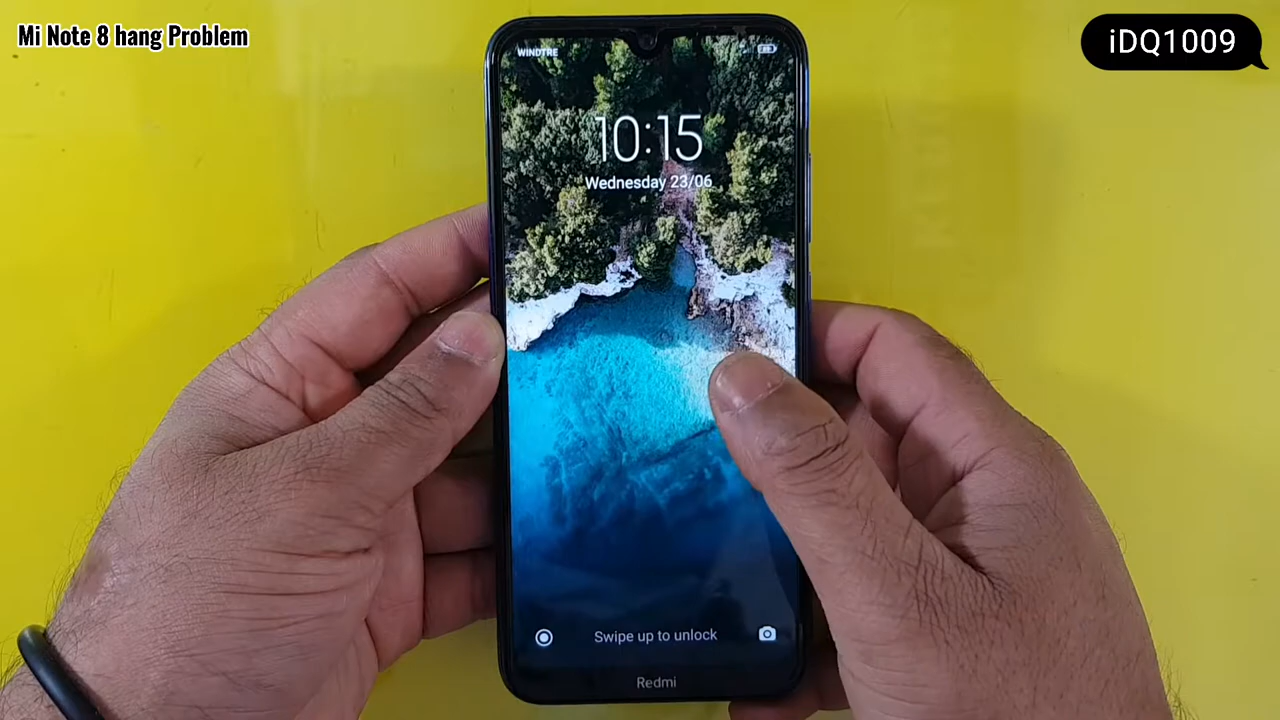 Mi Note 8 hang Problem
iDQ1009
WINDTRE
10:15
Wednesday 23/06
Swipe up to unlock
Redmi